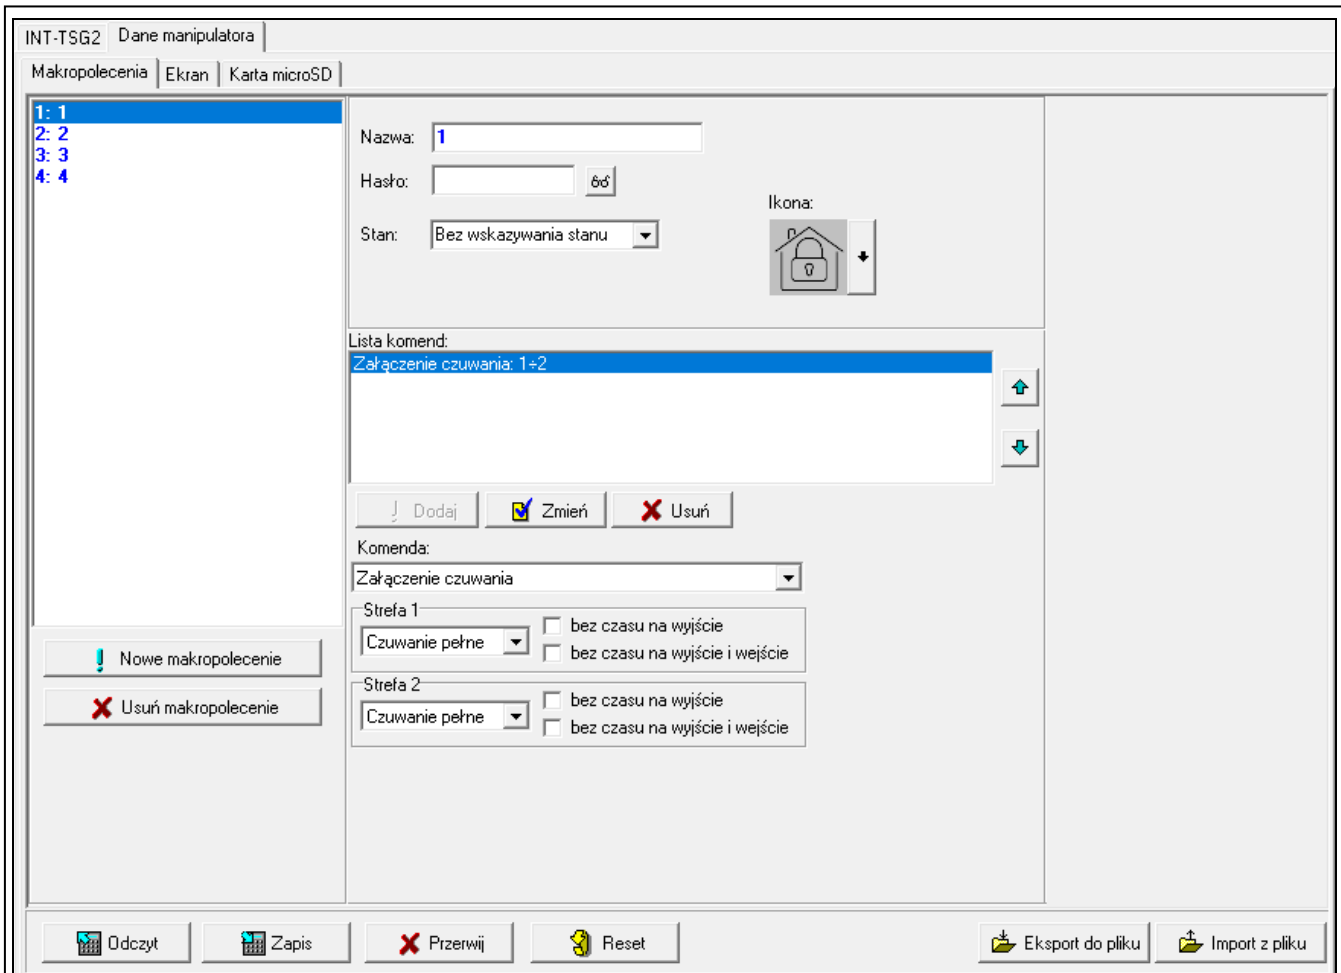 INT-TSG2 Dane manipulatora
Makropolecenia Ekran Karta microSD
1: 1
2: 2
3: 3
4: 4
Nazwa: 1
Hasło:
Ikona:
Stan: Bez wskazywania stanu
Lista komend:
Załączenie czuwania: 1÷2
Dodaj Zmień Usuń
Komenda:
Załączenie czuwania
Strefa 1
Czuwanie pełne
bez czasu na wyjście
bez czasu na wyjście i wejście
Strefa 2
Czuwanie pełne
bez czasu na wyjście
bez czasu na wyjście i wejście
Nowe makropolecenie
Usuń makropolecenie
Odczyt Zapis Przerwij Reset Eksport do pliku Import z pliku